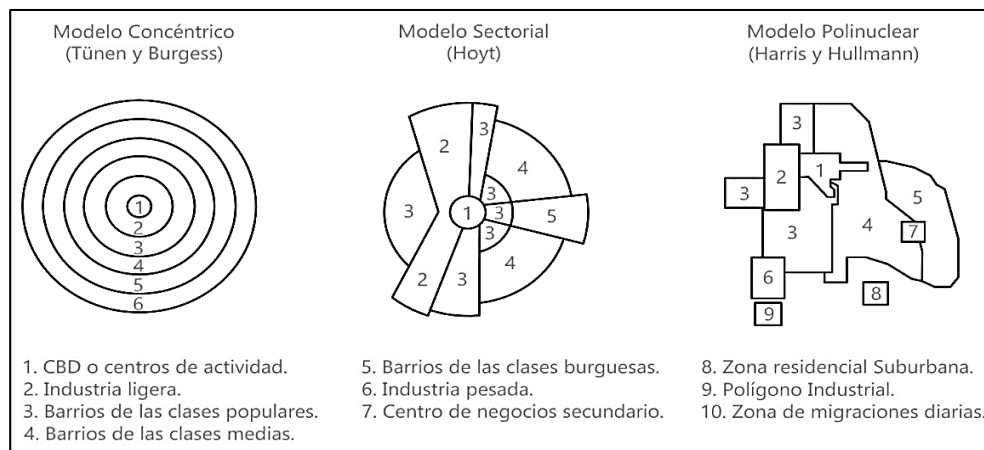 Modelo Concéntrico
(Tünen y Burgess)
Modelo Sectorial
(Hoyt)
Modelo Polinuclear
(Harris y Hullmann)
1
2
3
4
5
6
2
3
4
3
3
1
3
5
3
4
2
3
3
2
1
3
5
3
4
7
6
8
9
1. CBD o centros de actividad.
2. Industria ligera.
3. Barrios de las clases populares.
4. Barrios de las clases medias.
5. Barrios de las clases burguesas.
6. Industria pesada.
7. Centro de negocios secundario.
8. Zona residencial Suburbana.
9. Polígono Industrial.
10. Zona de migraciones diarias.